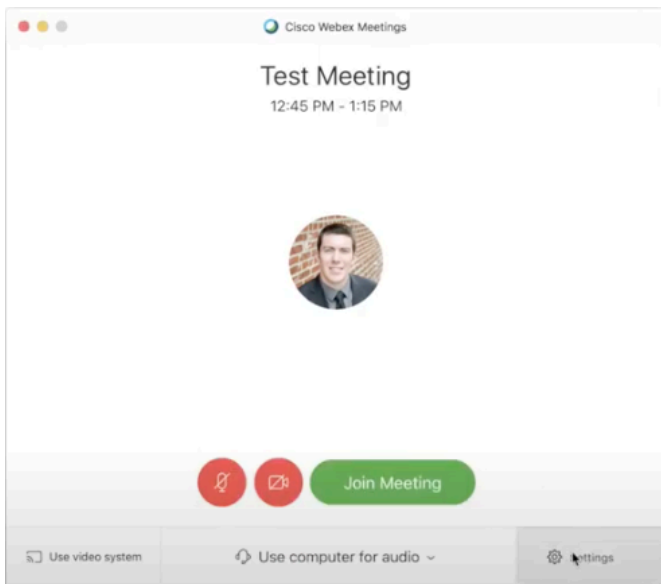 Cisco Webex Meetings
Test Meeting
12:45 PM - 1:15 PM
Join Meeting
Use video system
Use computer for audio
Settings